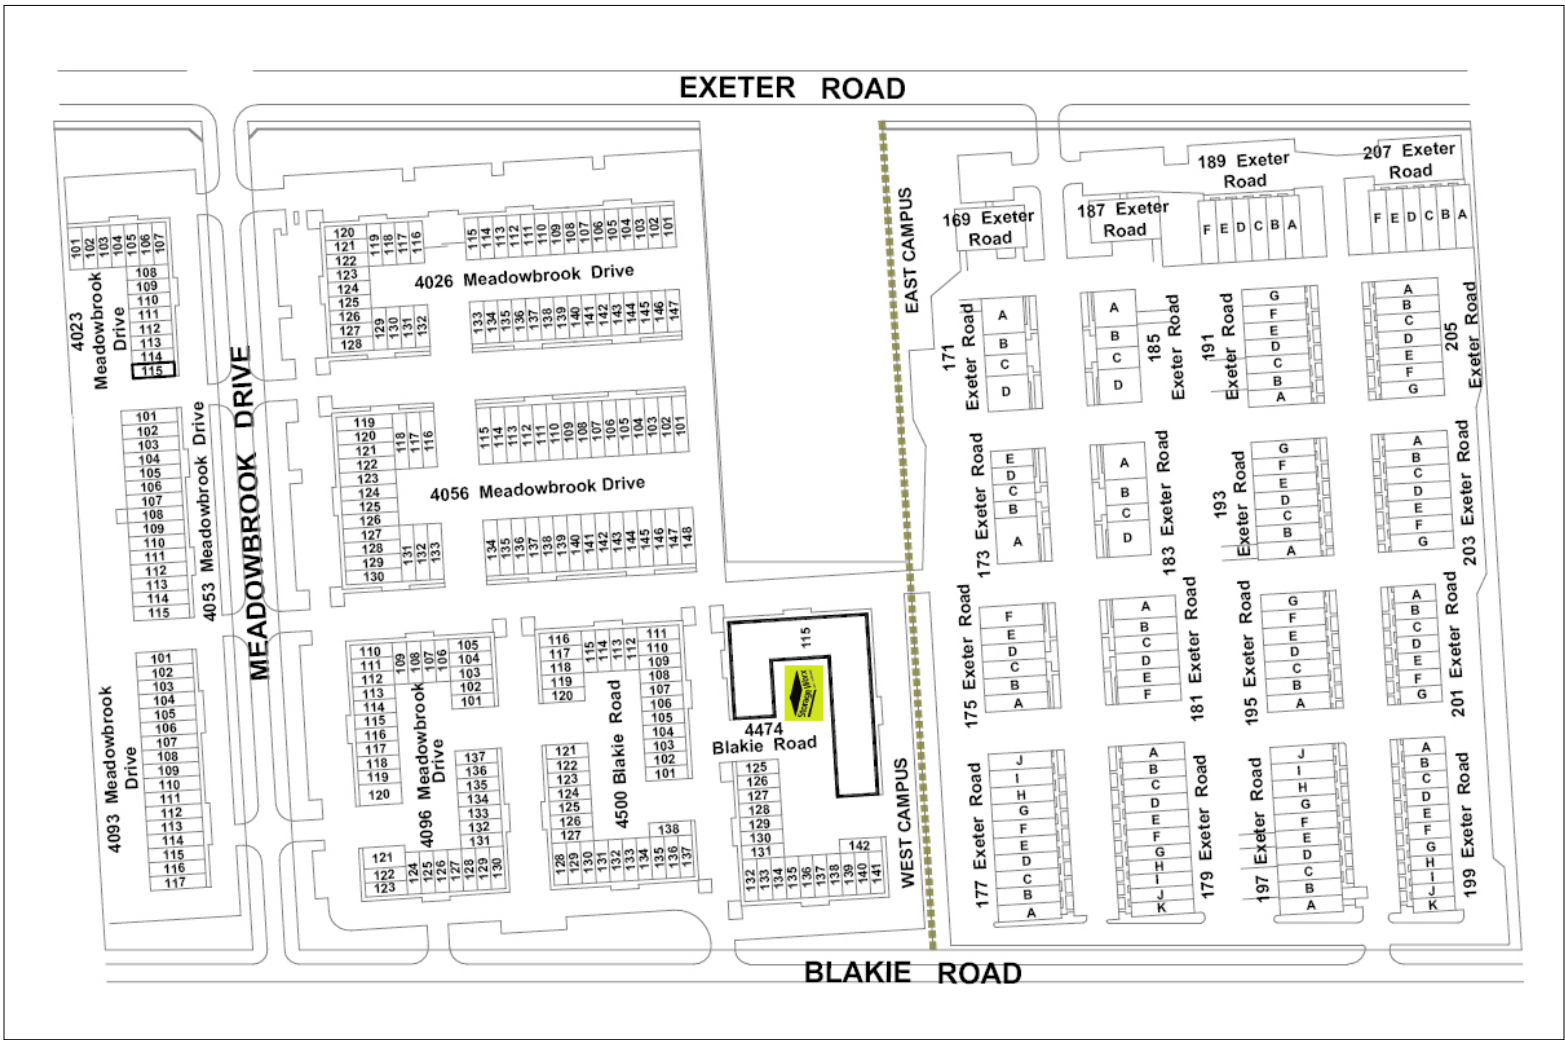 EXETER ROAD
MEADOWBROOK DRIVE
101
102
103
104
105
106
107
108
109
110
111
112
113
114
115
4023
Meadowbrook
Drive
101
102
103
104
105
106
107
108
109
110
111
112
113
114
115
4053 Meadowbrook Drive
101
102
103
104
105
106
107
108
109
110
111
112
113
114
115
116
117
4093 Meadowbrook
Drive
120
121
122
123
124
125
126
127
128
119
118
117
116
129
130
131
132
115
114
113
112
111
110
109
108
107
106
105
104
103
102
101
4026 Meadowbrook Drive
133
134
135
136
137
138
139
140
141
142
143
144
145
146
147
119
120
121
122
123
124
125
126
127
128
129
130
118
117
116
131
132
133
115
114
113
112
111
110
109
108
107
106
105
104
103
102
101
4056 Meadowbrook Drive
134
135
136
137
138
139
140
141
142
143
144
145
146
147
148
110
111
112
113
114
115
116
117
118
119
120
109
108
107
106
105
104
103
102
101
4096 Meadowbrook
Drive
137
136
135
134
133
132
131
121
122
123
124
125
126
127
128
129
130
116
117
118
119
120
115
114
113
112
111
110
109
108
107
106
105
104
103
102
101
4500 Blakie Road
121
122
123
124
125
126
127
128
129
130
131
132
133
134
135
136
137
138
115
StorageWorx
4474
Blakie Road
125
126
127
128
129
130
131
132
133
134
135
136
137
138
139
140
141
142
EAST CAMPUS
WEST CAMPUS
169 Exeter
Road
187 Exeter
Road
189 Exeter
Road
F E D C B A
207 Exeter
Road
F E D C B A
171
Exeter Road
A
B
C
D
A
B
C
D
185
Exeter Road
191
Exeter Road
G
F
E
D
C
B
A
A
B
C
D
E
F
G
205
Exeter Road
173 Exeter Road
E
D
C
B
A
A
B
C
D
183 Exeter Road
193
Exeter Road
G
F
E
D
C
B
A
A
B
C
D
E
F
G
203 Exeter Road
175 Exeter Road
F
E
D
C
B
A
A
B
C
D
E
F
181 Exeter Road
195 Exeter Road
G
F
E
D
C
B
A
A
B
C
D
E
F
G
201 Exeter Road
177 Exeter Road
J
I
H
G
F
E
D
C
B
A
A
B
C
D
E
F
G
H
I
J
K
179 Exeter Road
197 Exeter Road
J
I
H
G
F
E
D
C
B
A
A
B
C
D
E
F
G
H
I
J
K
199 Exeter Road
BLAKIE ROAD